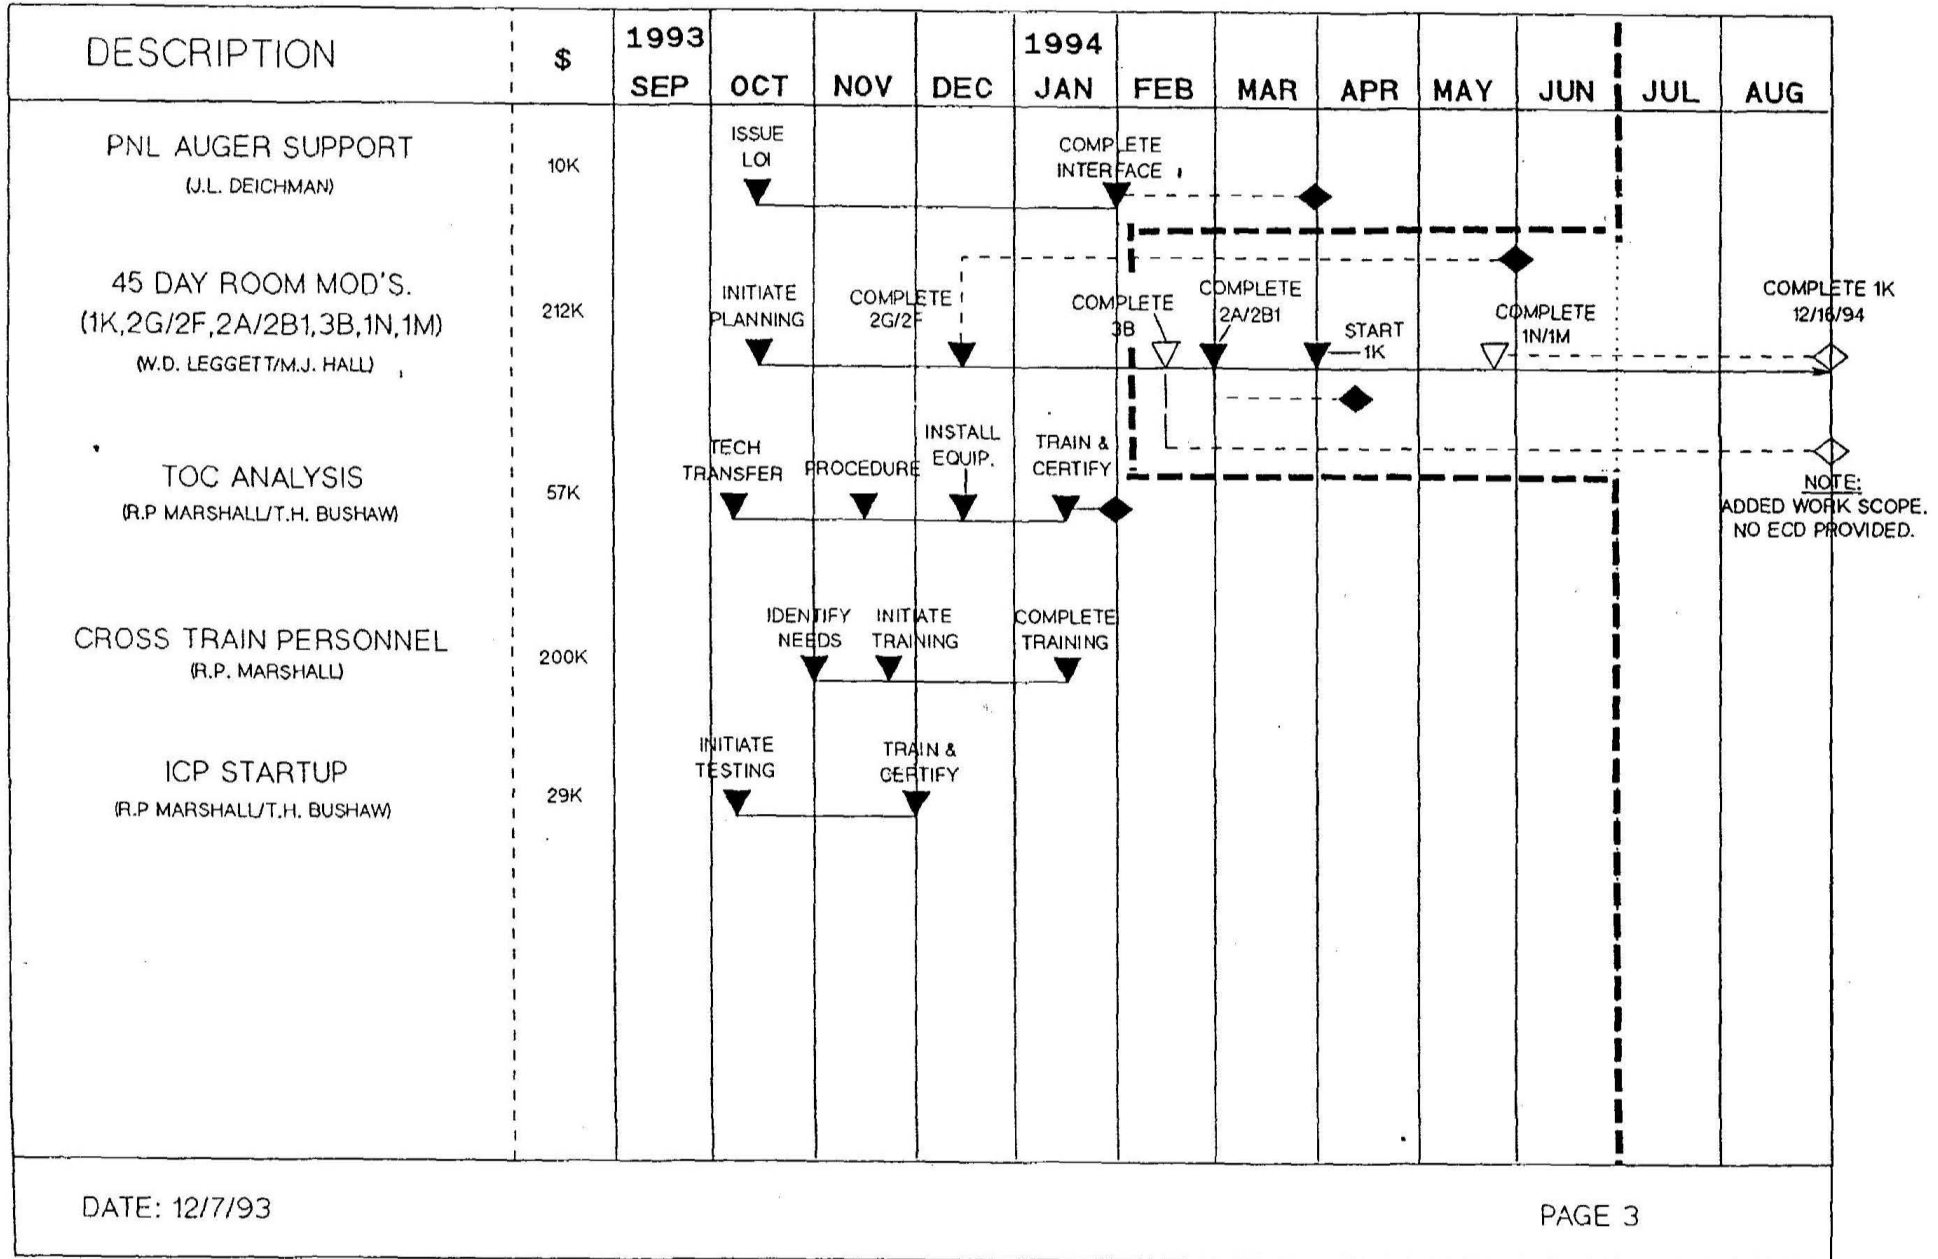 DESCRIPTION
$
1993
1994
SEP OCT NOV DEC JAN FEB MAR APR MAY JUN JUL AUG
PNL AUGER SUPPORT
(J.L. DEICHMAN)
10K
ISSUE
LOI
COMPLETE
INTERFACE
45 DAY ROOM MOD'S.
(1K,2G/2F,2A/2B1,3B,1N,1M)
(W.D. LEGGETT/M.J. HALL)
212K
INITIATE
PLANNING
COMPLETE
2G/2F
COMPLETE
3B
COMPLETE
2A/2B1
START
1K
COMPLETE
1N/1M
COMPLETE 1K
12/16/94
TOC ANALYSIS
(R.P MARSHALL/T.H. BUSHAW)
57K
TECH
TRANSFER
PROCEDURE
INSTALL
EQUIP.
TRAIN &
CERTIFY
NOTE:
ADDED WORK SCOPE.
NO ECD PROVIDED.
CROSS TRAIN PERSONNEL
(R.P. MARSHALL)
200K
IDENTIFY
NEEDS
INITIATE
TRAINING
COMPLETE
TRAINING
ICP STARTUP
(R.P MARSHALL/T.H. BUSHAW)
29K
INITIATE
TESTING
TRAIN &
CERTIFY
DATE: 12/7/93
PAGE 3